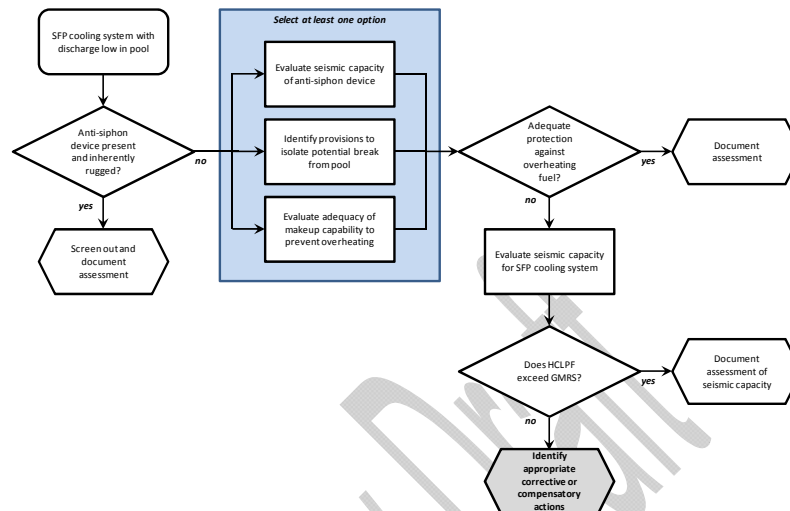 SFP cooling system with
discharge low in pool
Anti-siphon
device present
and inherently
rugged?
no
yes
Screen out and
document
assessment
Select at least one option
Evaluate seismic capacity
of anti-siphon device
Identify provisions to
isolate potential break
from pool
Evaluate adequacy of
makeup capability to
prevent overheating
Adequate
protection
against
overheating
fuel?
yes
Document
assessment
no
Evaluate seismic capacity
for SFP cooling system
Does HCLPF
exceed GMRS?
yes
Document
assessment of
seismic capacity
no
Identify
appropriate
corrective or
compensatory
actions
Draft